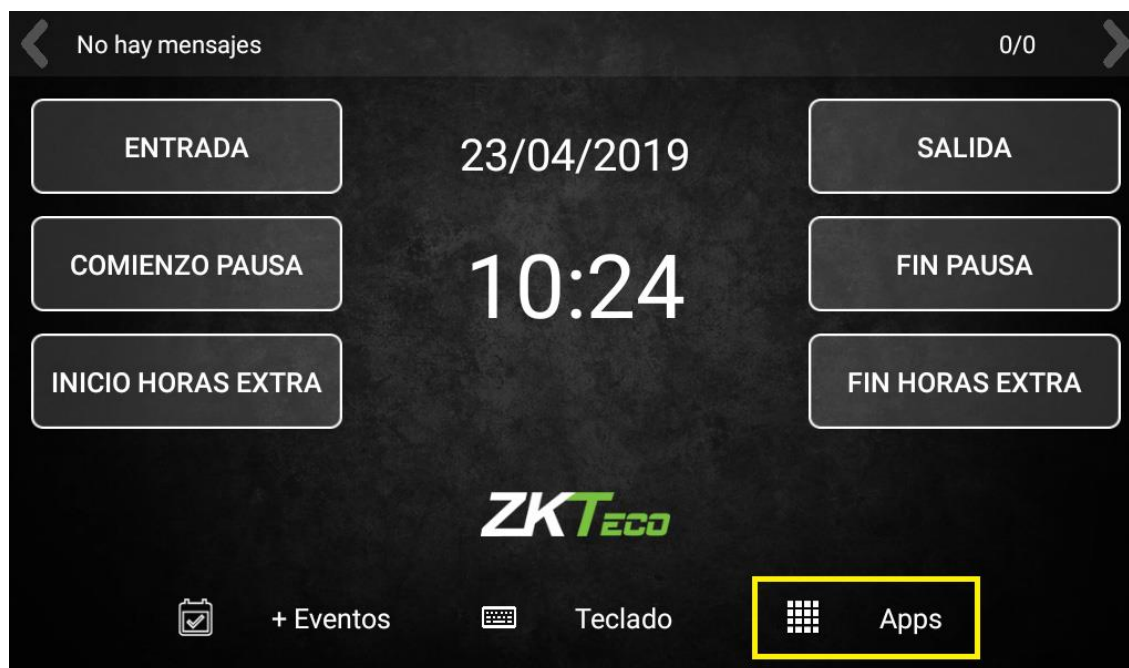 No hay mensajes 0/0
ENTRADA
23/04/2019
SALIDA
COMIENZO PAUSA
10:24
FIN PAUSA
INICIO HORAS EXTRA
FIN HORAS EXTRA
ZKTECO
+ Eventos
Teclado
Apps